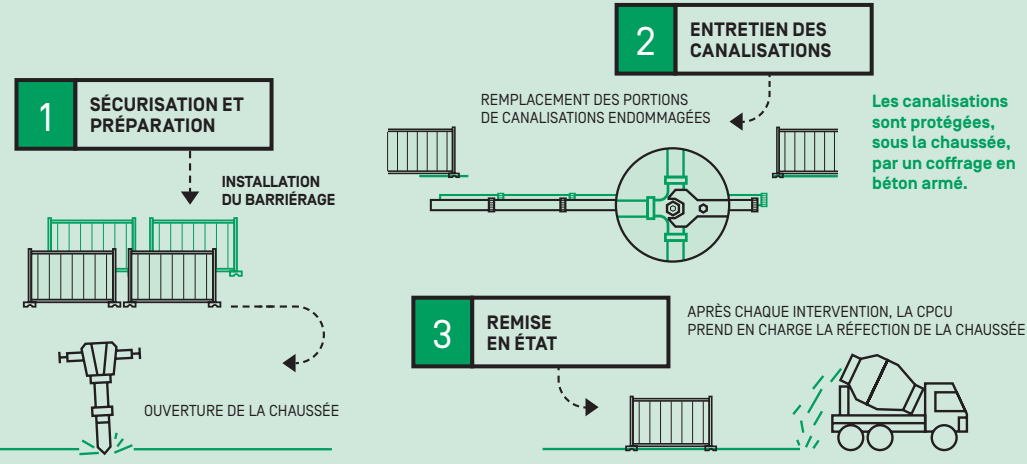 1
SÉCURISATION ET
PRÉPARATION
INSTALLATION
DU BARRIÉRAGE
OUVERTURE DE LA CHAUSSÉE
2
ENTRETIEN DES
CANALISATIONS
REMPLACEMENT DES PORTIONS
DE CANALISATIONS ENDOMMAGÉES
Les canalisations
sont protégées,
sous la chaussée,
par un coffrage en
béton armé.
3
REMISE
EN ÉTAT
APRÈS CHAQUE INTERVENTION, LA CPCU
PREND EN CHARGE LA RÉFECTION DE LA CHAUSSÉE